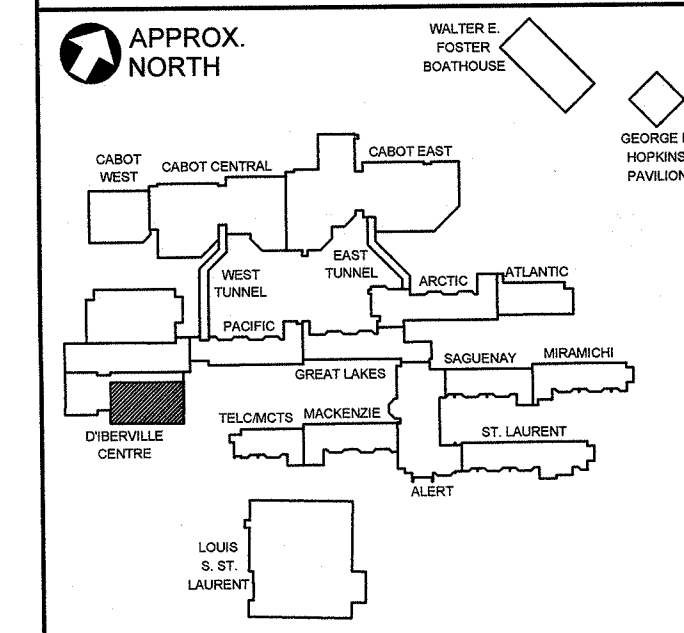 APPROX.
NORTH
WALTER E.
FOSTER
BOATHOUSE
GEORGE
HOPKINS
PAVILION
CABOT
WEST
CABOT CENTRAL
CABOT EAST
WEST
TUNNEL
EAST
TUNNEL
ARCTIC
ATLANTIC
PACIFIC
GREAT LAKES
SAGUENAY
MIRAMICHI
D'IBERVILLE
CENTRE
TELC/MCTS
MACKENZIE
ST. LAURENT
ALERT
LOUIS
S. ST.
LAURENT